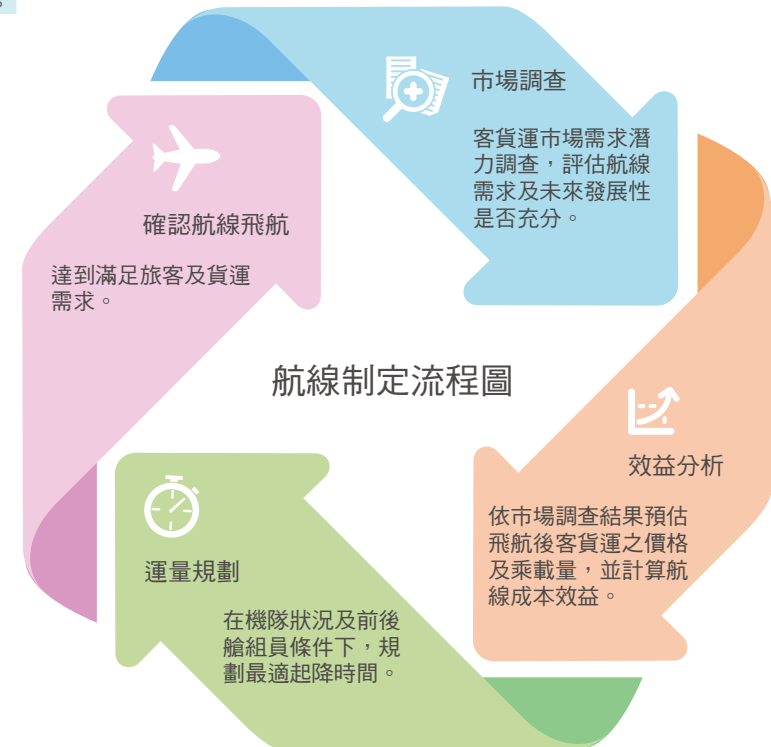 航線制定流程圖
市場調查
客貨運市場需求潛
力調查，評估航線
需求及未來發展性
是否充分。
效益分析
依市場調查結果預估
飛航後客貨運之價格
及乘載量，並計算航
線成本效益。
運量規劃
在機隊狀況及前後
艙組員條件下，規
劃最適起降時間。
確認航線飛航
達到滿足旅客及貨運
需求。